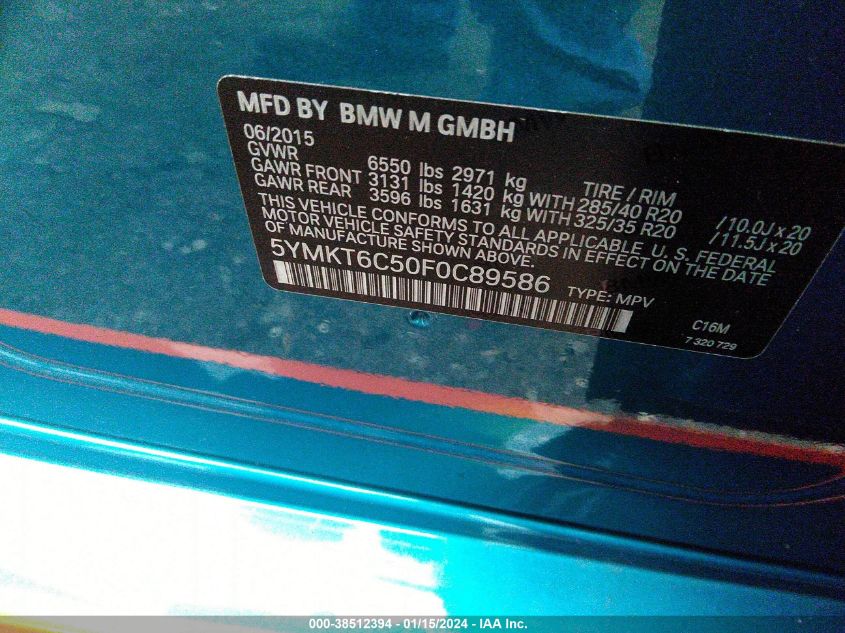 MFD BY BMW M GMBH
06/2015
GVWR 6550 lbs 2971 kg TIRE / RIM
GAWR FRONT 3131 lbs 1420 kg WITH 285/40 R20 /10.0J x 20
GAWR REAR 3596 lbs 1631 kg WITH 325/35 R20 /11.5J x 20
THIS VEHICLE CONFORMS TO ALL APPLICABLE U. S. FEDERAL
MOTOR VEHICLE SAFETY STANDARDS IN EFFECT ON THE DATE
OF MANUFACTURE SHOWN ABOVE.
5YMKT6C50F0C89586 TYPE: MPV
C16M
7 320 729
000-38512394 - 01/15/2024 - IAA Inc.